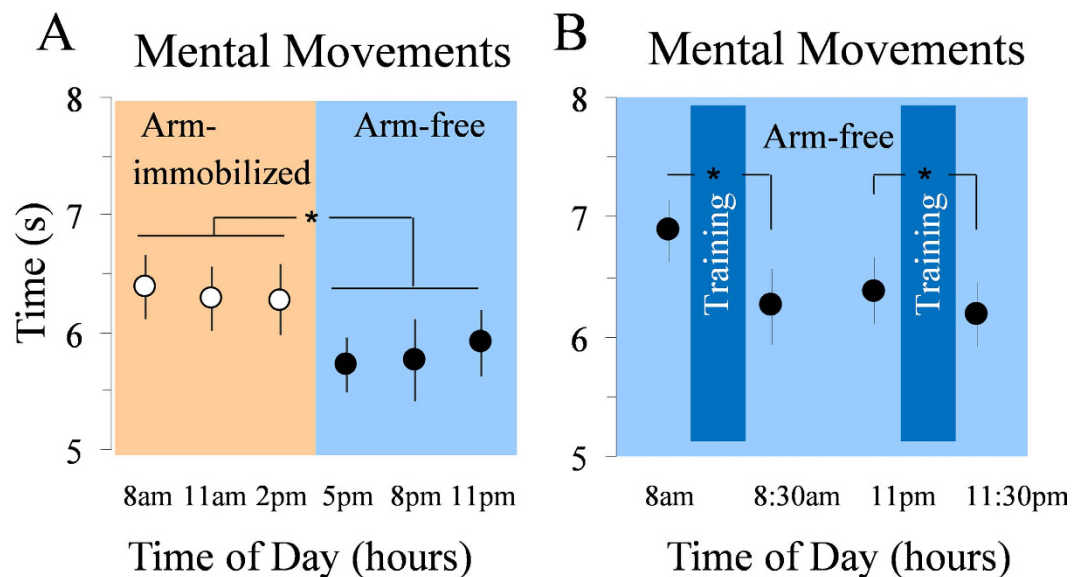 A
Mental Movements
8
7
6
5
Time (s)
Arm-
immobilized
Arm-free
*
8am 11am 2pm 5pm 8pm 11pm
Time of Day (hours)
B
Mental Movements
8
7
6
5
Arm-free
*
*
Training
Training
8am 8:30am 11pm 11:30pm
Time of Day (hours)